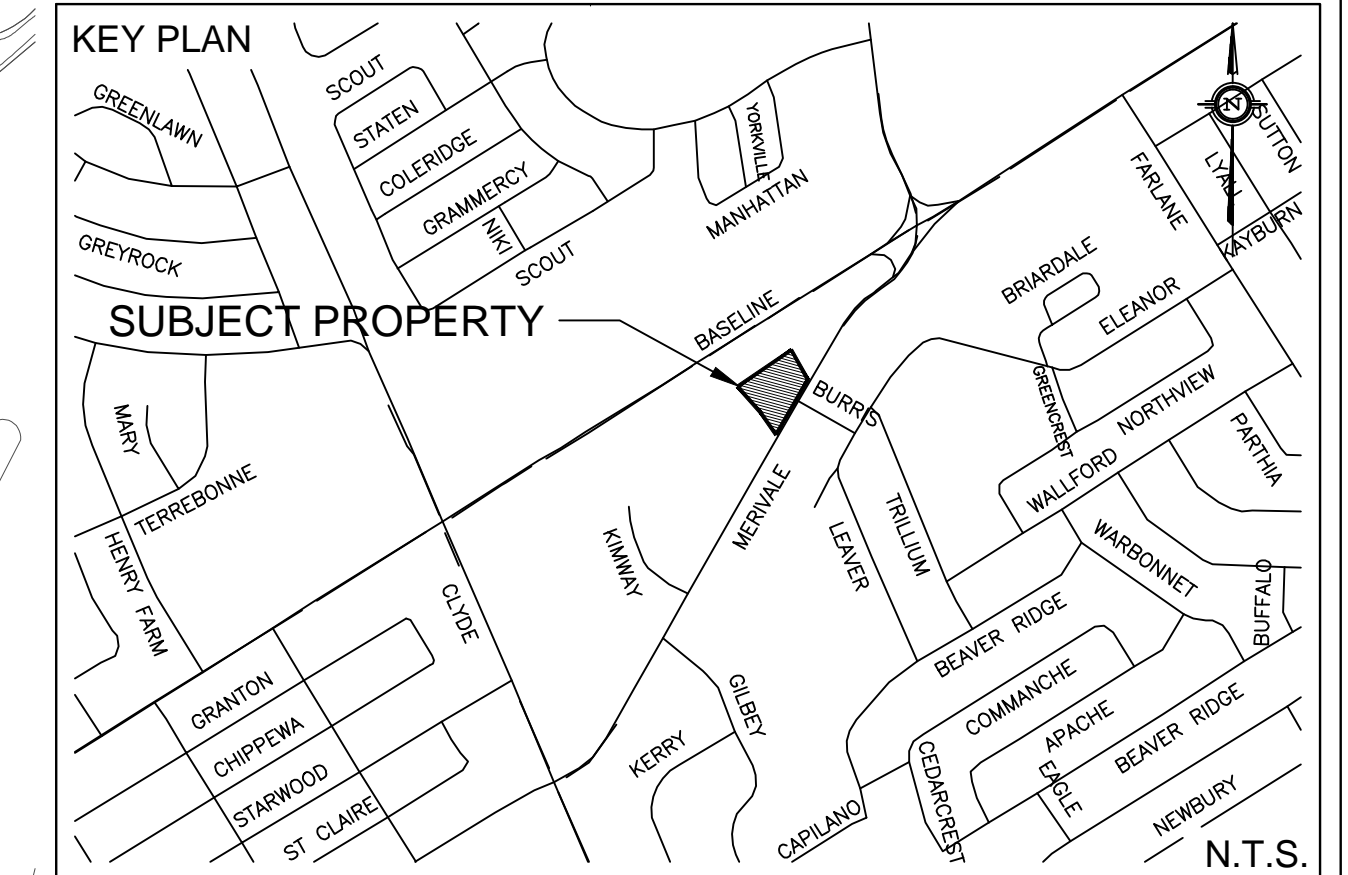 KEY PLAN
GREENLAWN
SCOUT
STATEN
COLERIDGE
GRAMMERCY
NIKI
SCOUT
YORKVILLE
MANHATTAN
N
SUTTON
LYALL
FARLANE
KAYBURN
GREYROCK
SUBJECT PROPERTY
BASELINE
BRIARDALE
ELEANOR
BURRIS
GREENCREST
NORTHVIEW
WALLFORD
PARTHIA
MARY
TERREBONNE
HENRY FARM
MERIVALE
KIMWAY
LEAVER
TRILLIUM
WARBONNET
BUFFALO
CLYDE
BEAVER RIDGE
GRANTON
CHIPPEWA
STARWOOD
ST CLAIRE
GILBEY
KERRY
COMMANCHE
APACHE
BEAVER RIDGE
EAGLE
CEDARCREST
CAPILANO
NEWBURY
N.T.S.